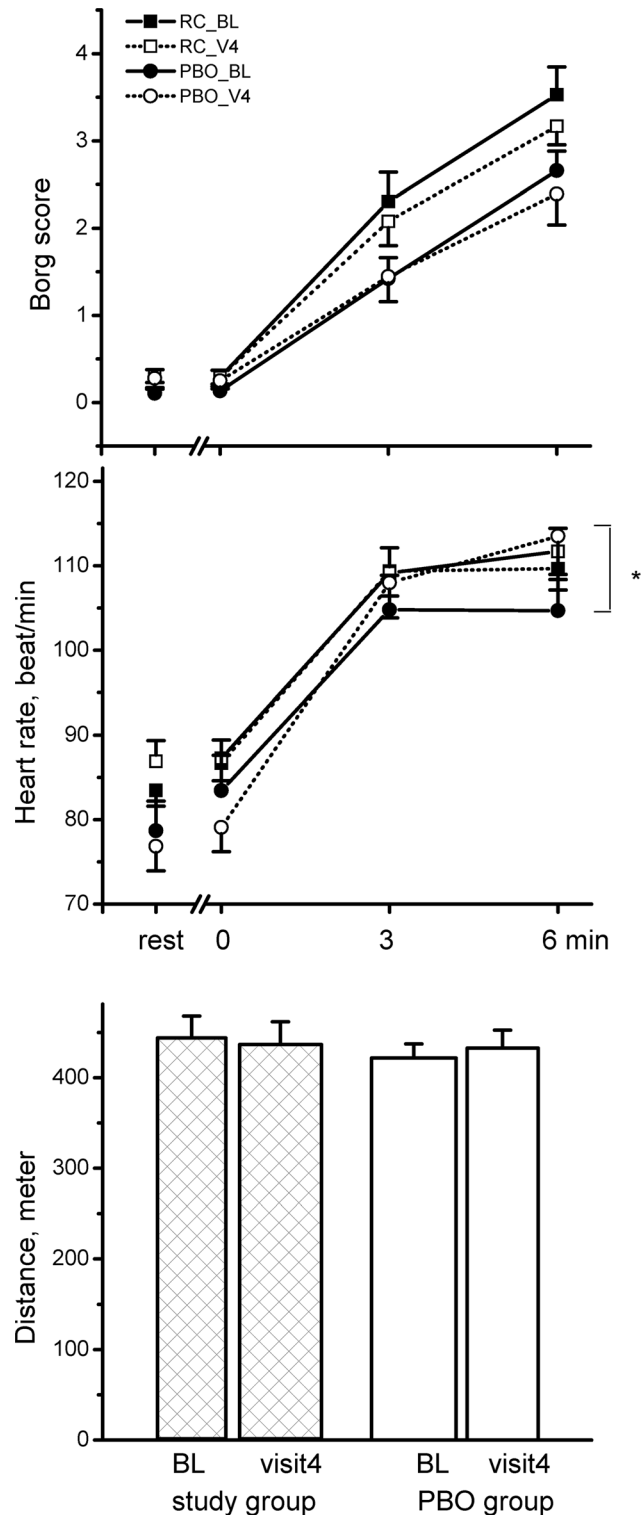 RC_BL
RC_V4
PBO_BL
PBO_V4
4
3
2
1
0
Borg score
120
110
100
90
80
70
Heart rate, beat/min
*
rest 0 3 6 min
400
300
200
100
0
Distance, meter
BL visit4 BL visit4
study group PBO group